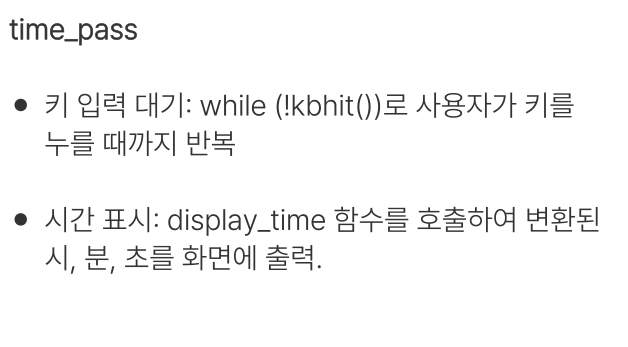 time_pass
● 키 입력 대기: while (!kbhit())로 사용자가 키를
누를 때까지 반복
● 시간 표시: display_time 함수를 호출하여 변환된
시, 분, 초를 화면에 출력.